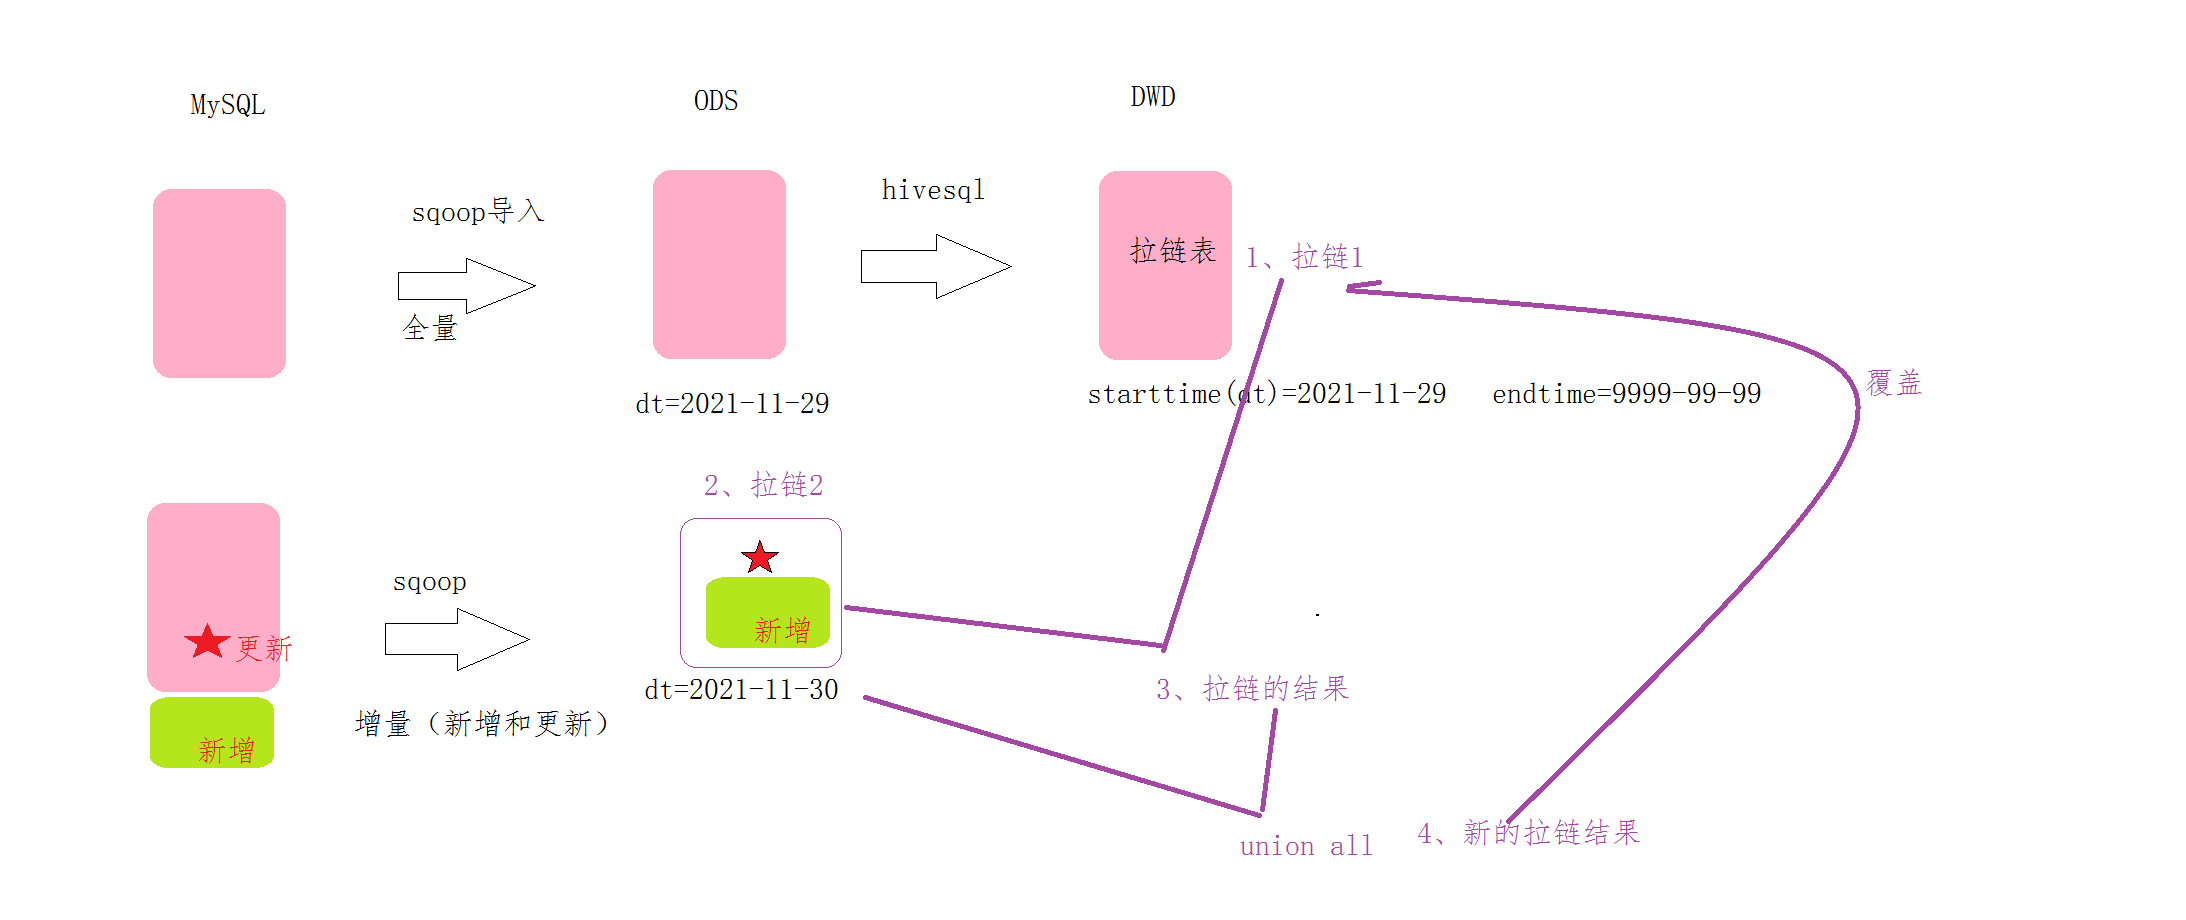 MySQL
ODS
DWD
sqoop导入
全量
hivesql
拉链表
1、拉链1
dt=2021-11-29
starttime(dt)=2021-11-29
endtime=9999-99-99
覆盖
2、拉链2
sqoop
更新
新增
增量（新增和更新）
新增
dt=2021-11-30
3、拉链的结果
union all
4、新的拉链结果